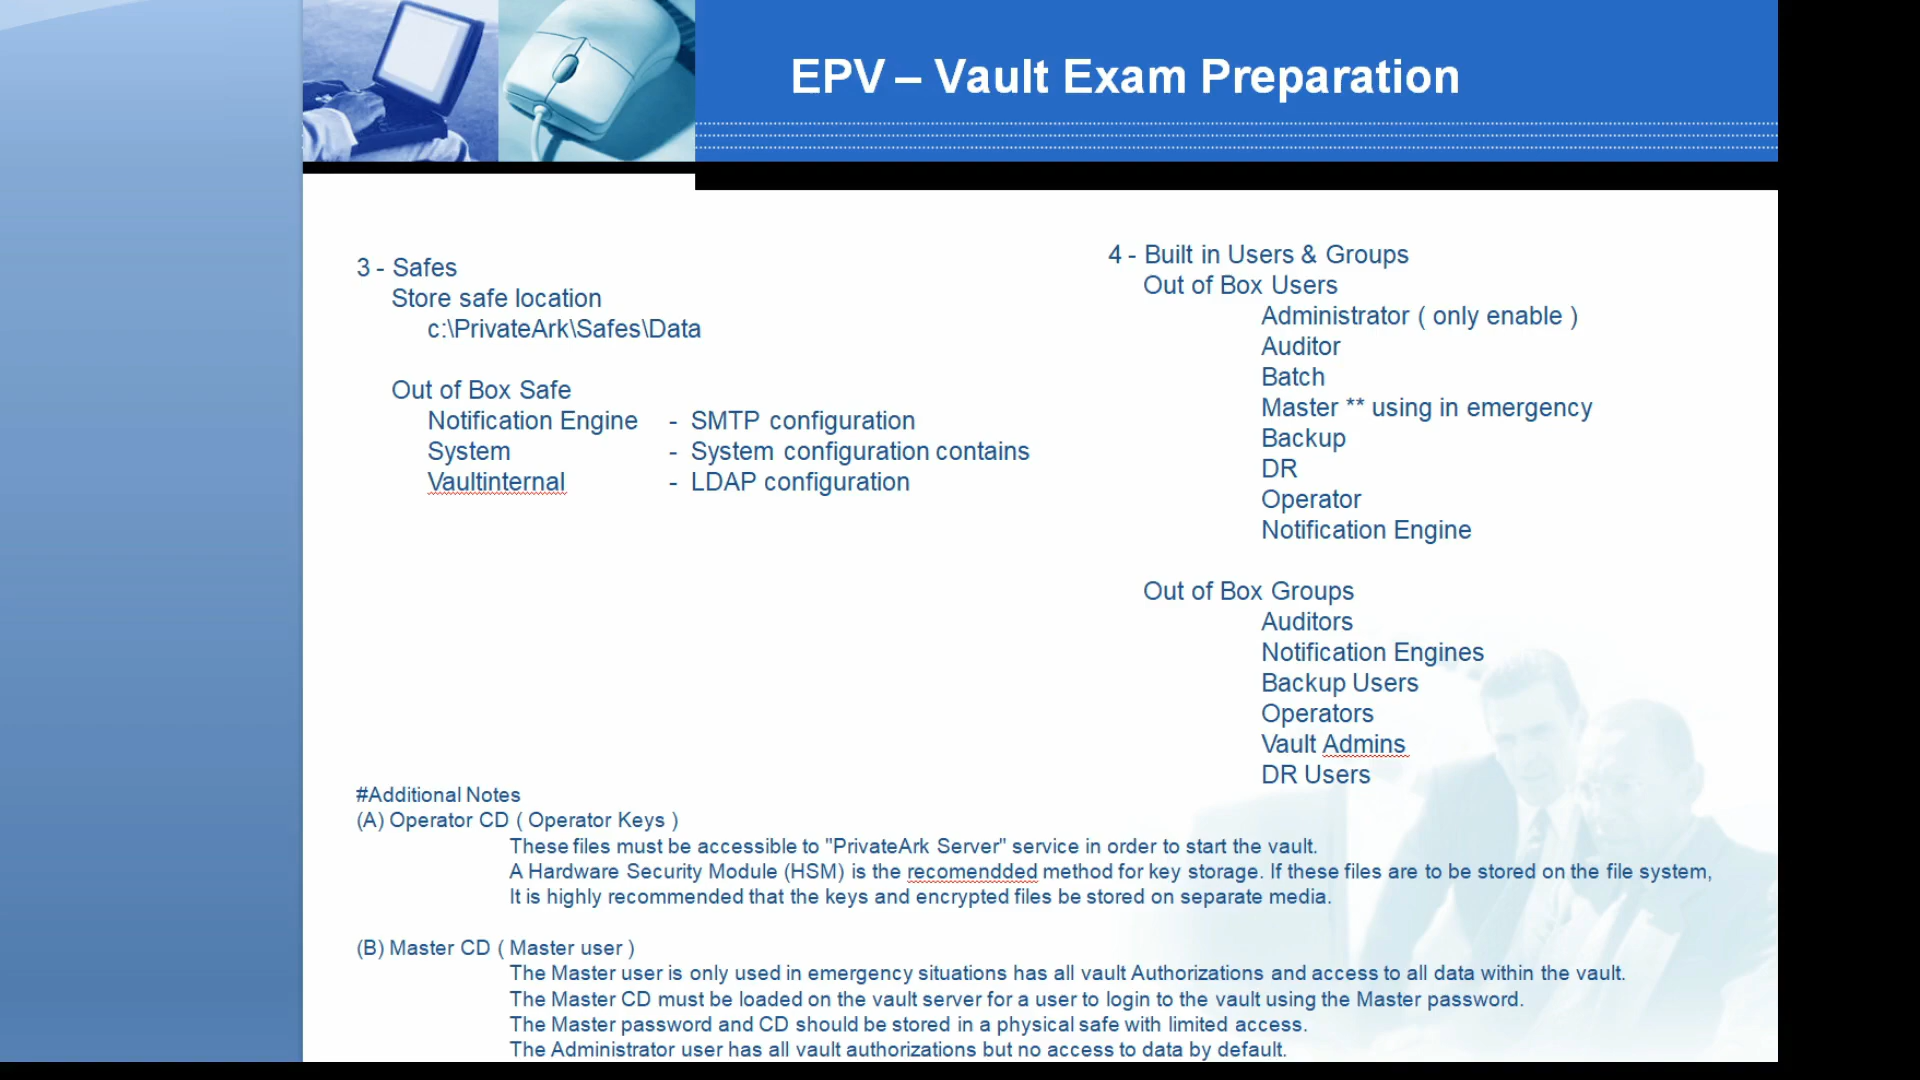 EPV – Vault Exam Preparation
3 - Safes
Store safe location
c:\PrivateArk\Safes\Data
Out of Box Safe
Notification Engine - SMTP configuration
System - System configuration contains
Vaultinternal - LDAP configuration
4 - Built in Users & Groups
Out of Box Users
Administrator ( only enable )
Auditor
Batch
Master ** using in emergency
Backup
DR
Operator
Notification Engine
Out of Box Groups
Auditors
Notification Engines
Backup Users
Operators
Vault Admins
DR Users
#Additional Notes
(A) Operator CD ( Operator Keys )
These files must be accessible to "PrivateArk Server" service in order to start the vault.
A Hardware Security Module (HSM) is the recomendded method for key storage. If these files are to be stored on the file system,
It is highly recommended that the keys and encrypted files be stored on separate media.
(B) Master CD ( Master user )
The Master user is only used in emergency situations has all vault Authorizations and access to all data within the vault.
The Master CD must be loaded on the vault server for a user to login to the vault using the Master password.
The Master password and CD should be stored in a physical safe with limited access.
The Administrator user has all vault authorizations but no access to data by default.